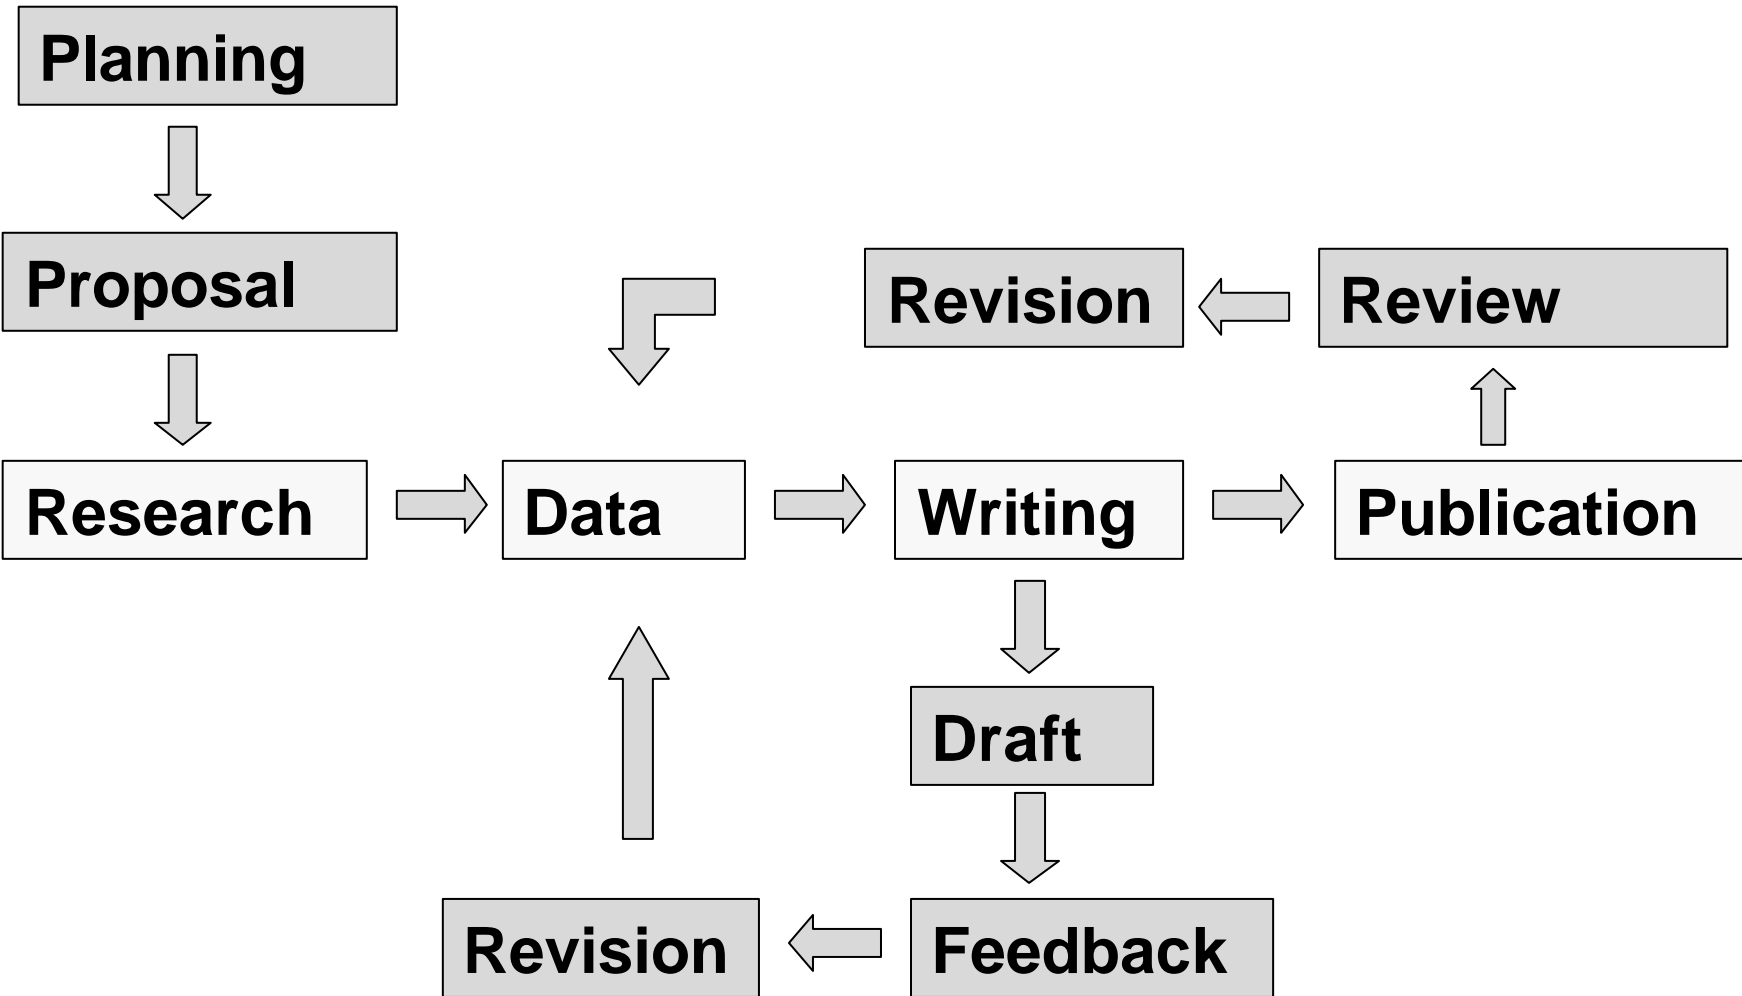 Planning
Proposal
Revision
Review
Research
Data
Writing
Publication
Draft
Revision
Feedback